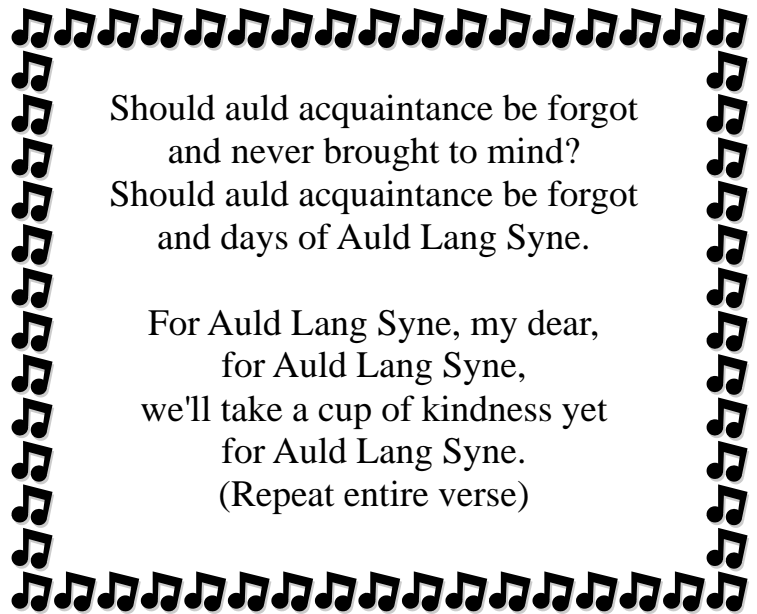 Should auld acquaintance be forgot
and never brought to mind?
Should auld acquaintance be forgot
and days of Auld Lang Syne.
For Auld Lang Syne, my dear,
for Auld Lang Syne,
we'll take a cup of kindness yet
for Auld Lang Syne.
(Repeat entire verse)